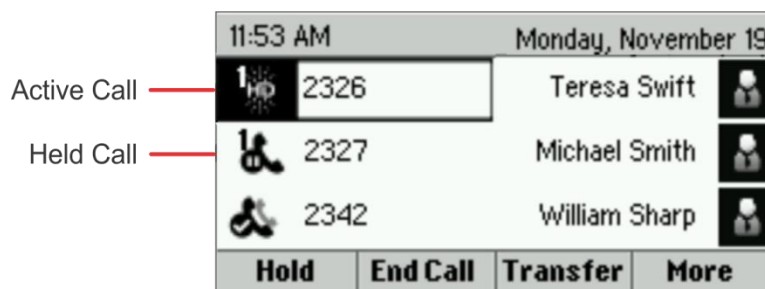 11:53 AM Monday, November 19
Active Call 1 HD 2326 Teresa Swift
Held Call 1 2327 Michael Smith
2342 William Sharp
Hold End Call Transfer More